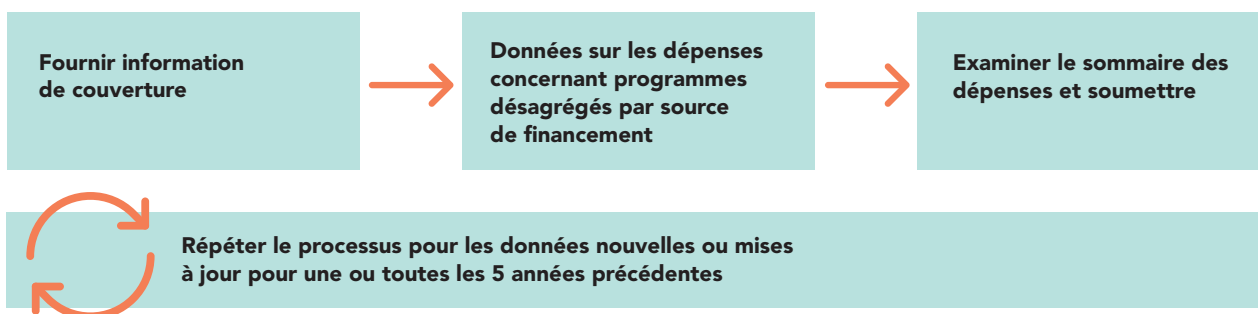 Fournir information
de couverture
Données sur les dépenses
concernant programmes
désagrégés par source
de financement
Examiner le sommaire des
dépenses et soumettre
Répéter le processus pour les données nouvelles ou mises
à jour pour une ou toutes les 5 années précédentes